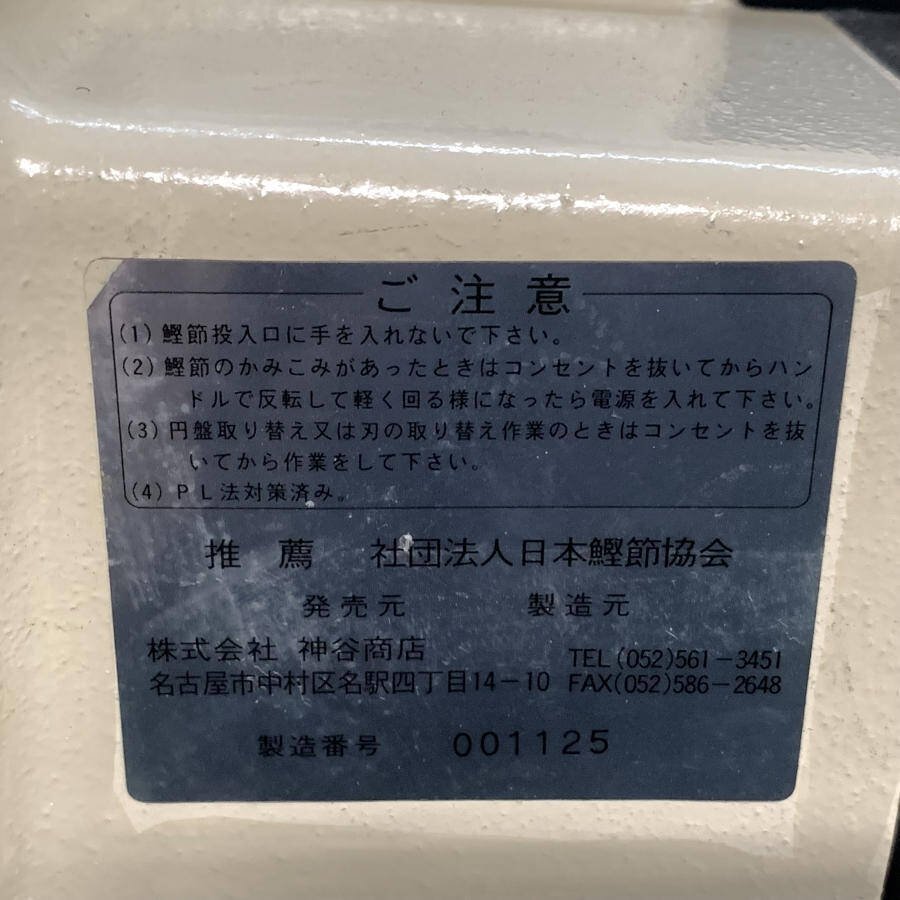 ご注意
(1) 鰹節投入口に手を入れないで下さい。
(2) 鰹節のかみこみがあったときはコンセントを抜いてからハン
ドルで反転して軽く回る様になったら電源を入れて下さい。
(3) 円盤取り替え又は刃の取り替え作業のときはコンセントを抜
いてから作業をして下さい。
(4) PL法対策済み。
推薦 社団法人日本鰹節協会
発売元 製造元
株式会社 神谷商店 TEL(052)561-3451
名古屋市中村区名駅四丁目14-10 FAX(052)586-2648
製造番号 001125